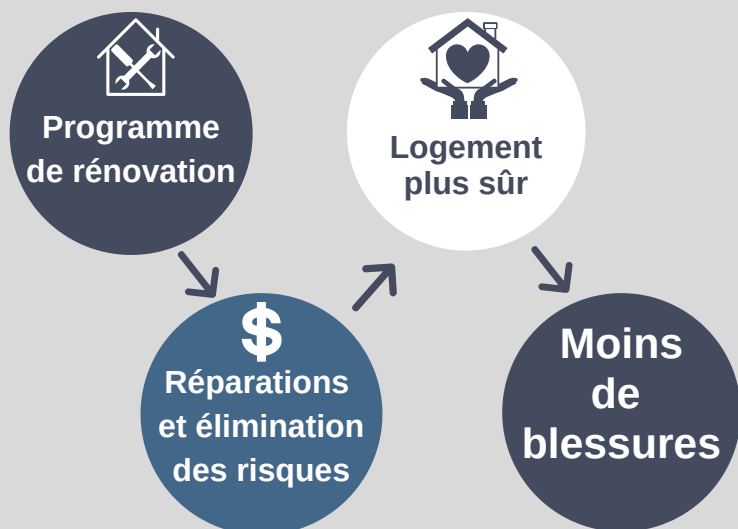 Programme
de rénovation
$
Réparations
et élimination
des risques
Logement
plus sûr
Moins
de
blessures